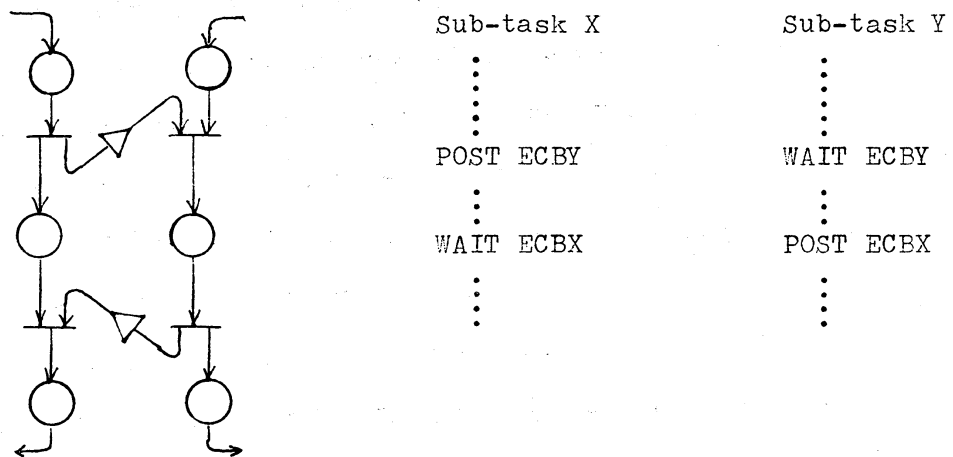 Sub-task X Sub-task Y
POST ECBY WAIT ECBY
WAIT ECBX POST ECBX